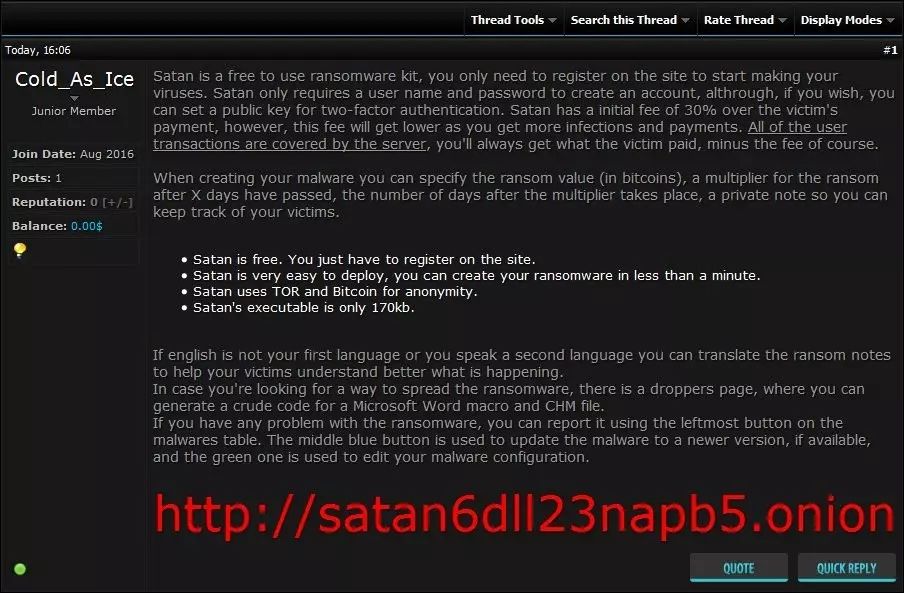 Thread Tools Search this Thread Rate Thread Display Modes
Today, 16:06 #1
Cold_As_Ice
Junior Member
Join Date: Aug 2016
Posts: 1
Reputation: 0 [+/-]
Balance: 0.00$
Satan is a free to use ransomware kit, you only need to register on the site to start making your
viruses. Satan only requires a user name and password to create an account, althrough, if you wish, you
can set a public key for two-factor authentication. Satan has a initial fee of 30% over the victim's
payment, however, this fee will get lower as you get more infections and payments. All of the user
transactions are covered by the server, you'll always get what the victim paid, minus the fee of course.
When creating your malware you can specify the ransom value (in bitcoins), a multiplier for the ransom
after X days have passed, the number of days after the multiplier takes place, a private note so you can
keep track of your victims.
• Satan is free. You just have to register on the site.
• Satan is very easy to deploy, you can create your ransomware in less than a minute.
• Satan uses TOR and Bitcoin for anonymity.
• Satan's executable is only 170kb.
If english is not your first language or you speak a second language you can translate the ransom notes
to help your victims understand better what is happening.
In case you're looking for a way to spread the ransomware, there is a droppers page, where you can
generate a crude code for a Microsoft Word macro and CHM file.
If you have any problem with the ransomware, you can report it using the leftmost button on the
malwares table. The middle blue button is used to update the malware to a newer version, if available,
and the green one is used to edit your malware configuration.
http://satan6dll23napb5.onion
QUOTE QUICK REPLY